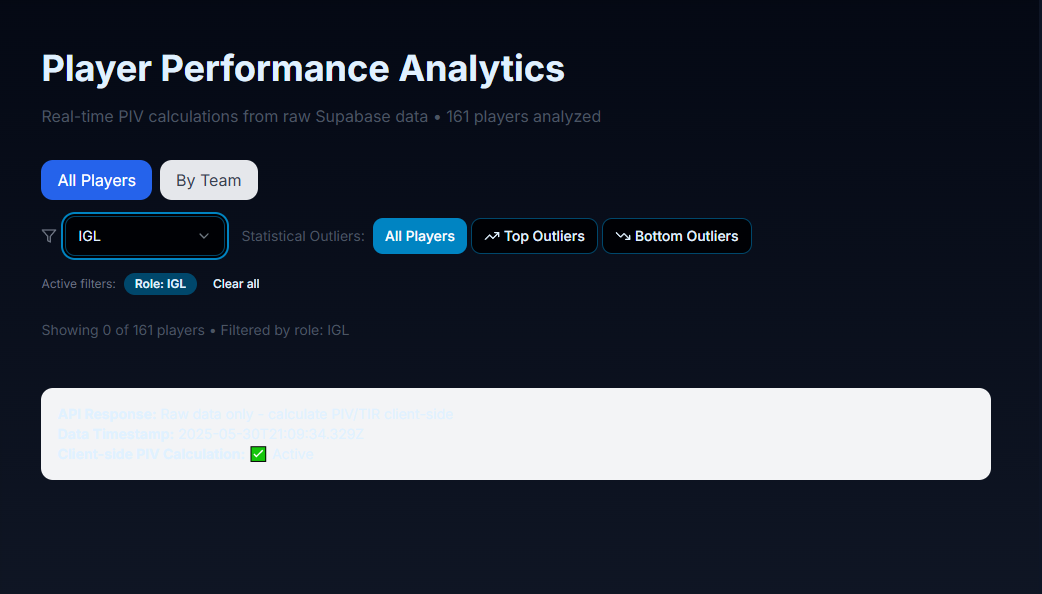 Player Performance Analytics
Real-time PIV calculations from raw Supabase data • 161 players analyzed
All Players
By Team
IGL
Statistical Outliers:
All Players
Top Outliers
Bottom Outliers
Active filters:
Role: IGL
Clear all
Showing 0 of 161 players • Filtered by role: IGL
API Response: Raw data only - calculate PIV/TIR client-side
Data Timestamp: 2025-05-30T21:09:34.329Z
Client-side PIV Calculation: ✅ Active